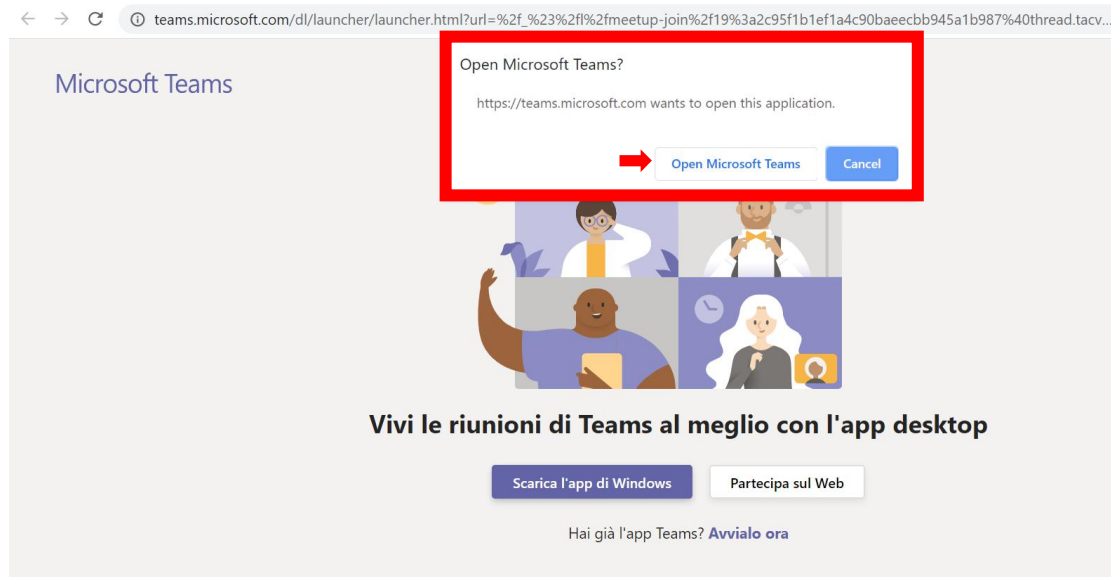 teams.microsoft.com/dl/launcher/launcher.html?url=%2f_%23%2fl%2fmeetup-join%2f19%3a2c95f1b1ef1a4c90baeecbb945a1b987%40thread.tacv...
Microsoft Teams
Open Microsoft Teams?
https://teams.microsoft.com wants to open this application.
Open Microsoft Teams Cancel
Vivi le riunioni di Teams al meglio con l'app desktop
Scarica l'app di Windows Partecipa sul Web
Hai già l'app Teams? Avvialo ora